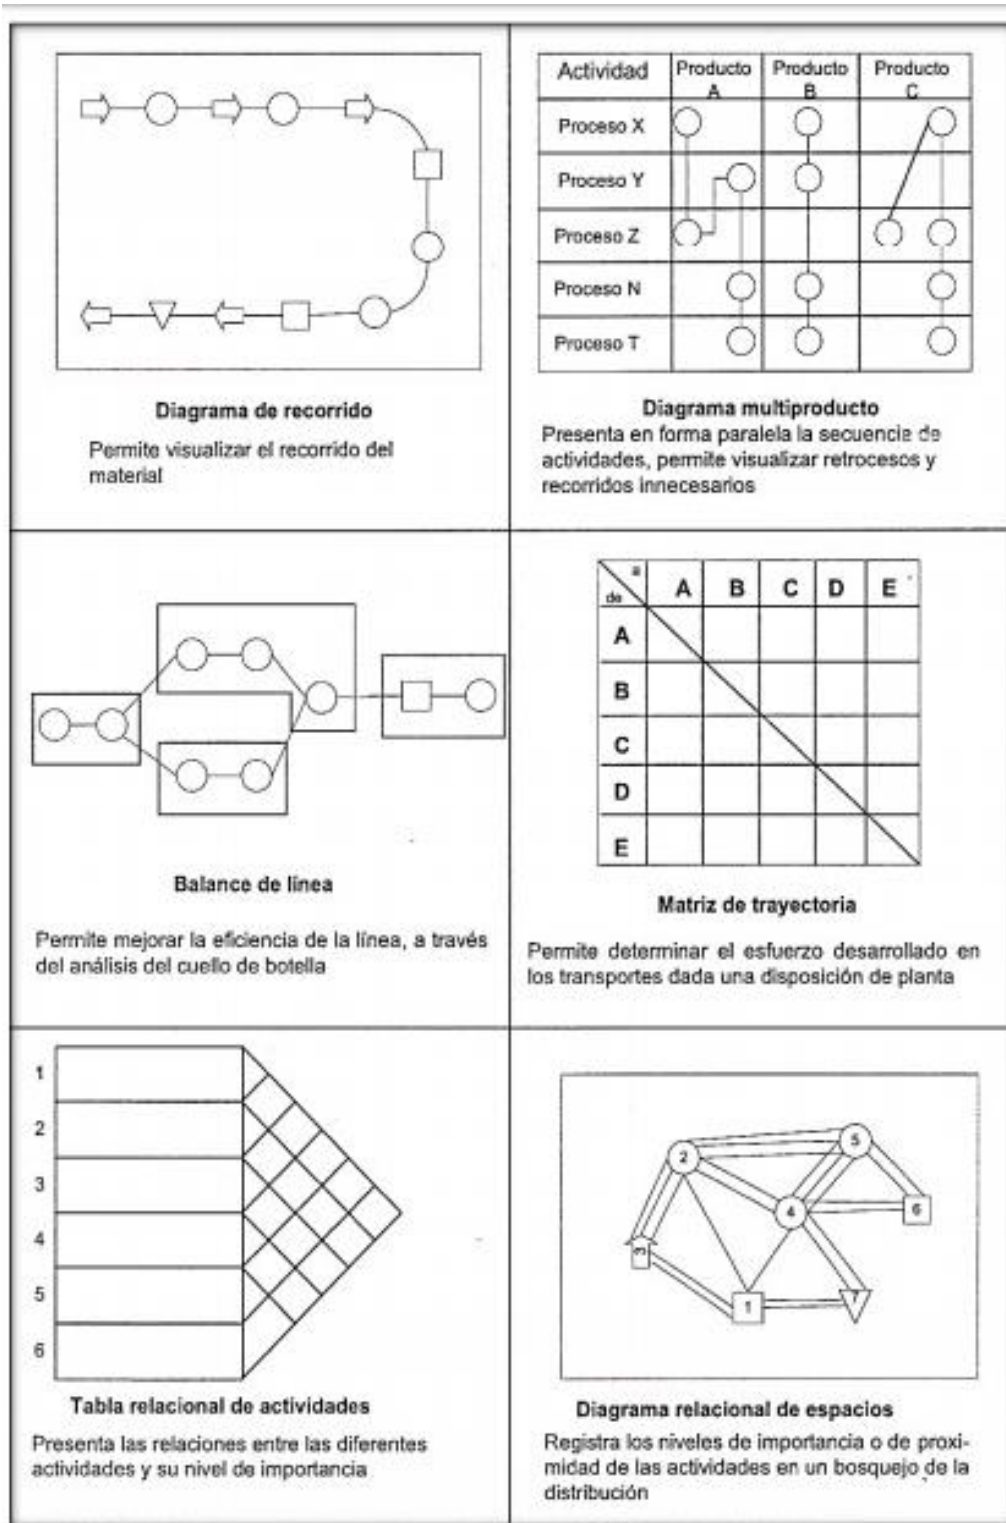 Actividad
Producto A
Producto B
Producto C
Proceso X
Proceso Y
Proceso Z
Proceso N
Proceso T
Diagrama de recorrido
Permite visualizar el recorrido del
material
Diagrama multiproducto
Presenta en forma paralela la secuencia de
actividades, permite visualizar retrocesos y
recorridos innecesarios
Balance de línea
Permite mejorar la eficiencia de la línea, a través
del análisis del cuello de botella
a
de
A B C D E
A
B
C
D
E
Matriz de trayectoria
Permite determinar el esfuerzo desarrollado en
los transportes dada una disposición de planta
1
2
3
4
5
6
Tabla relacional de actividades
Presenta las relaciones entre las diferentes
actividades y su nivel de importancia
2
5
4
6
3
1
7
Diagrama relacional de espacios
Registra los niveles de importancia o de proxi-
midad de las actividades en un bosquejo de la
distribución